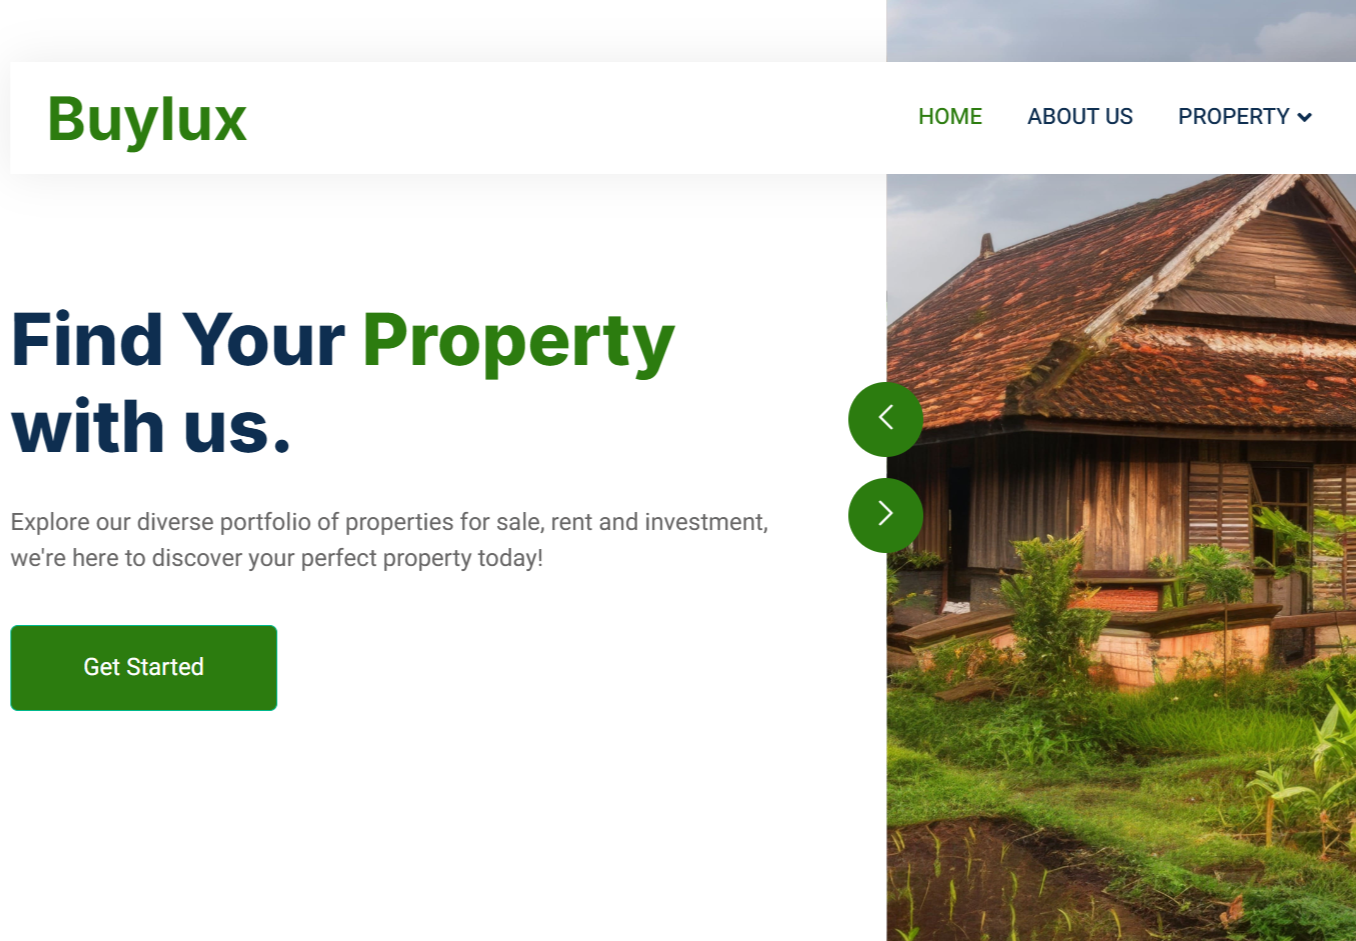 Buylux
HOME ABOUT US PROPERTY
Find Your Property
with us.
Explore our diverse portfolio of properties for sale, rent and investment,
we're here to discover your perfect property today!
Get Started